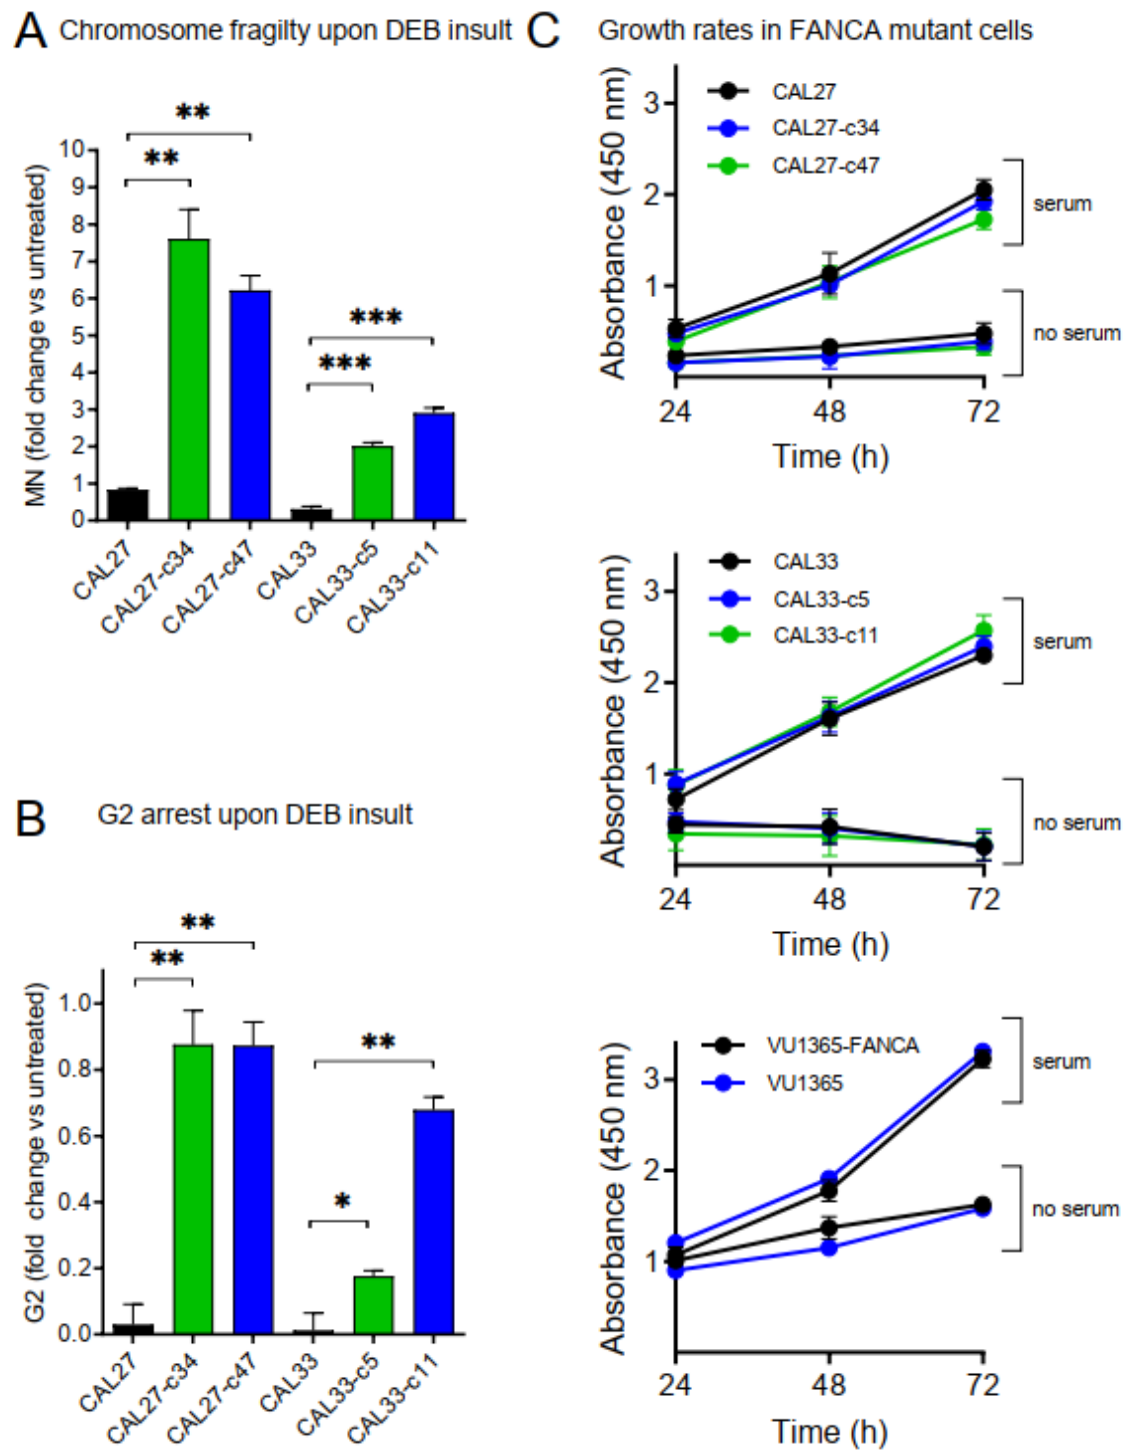 A Chromosome fragilty upon DEB insult
**
**
***
***
MN (fold change vs untreated)
10
9
8
7
6
5
4
3
2
1
0
CAL27
CAL27-c34
CAL27-c47
CAL33
CAL33-c5
CAL33-c11
B G2 arrest upon DEB insult
**
**
**
*
G2 (fold change vs untreated)
1.0
0.8
0.6
0.4
0.2
0.0
CAL27
CAL27-c34
CAL27-c47
CAL33
CAL33-c5
CAL33-c11
C Growth rates in FANCA mutant cells
Absorbance (450 nm)
3
2
1
CAL27
CAL27-c34
CAL27-c47
serum
no serum
24 48 72
Time (h)
Absorbance (450 nm)
3
2
1
CAL33
CAL33-c5
CAL33-c11
serum
no serum
24 48 72
Time (h)
Absorbance (450 nm)
3
2
1
VU1365-FANCA
VU1365
serum
no serum
24 48 72
Time (h)